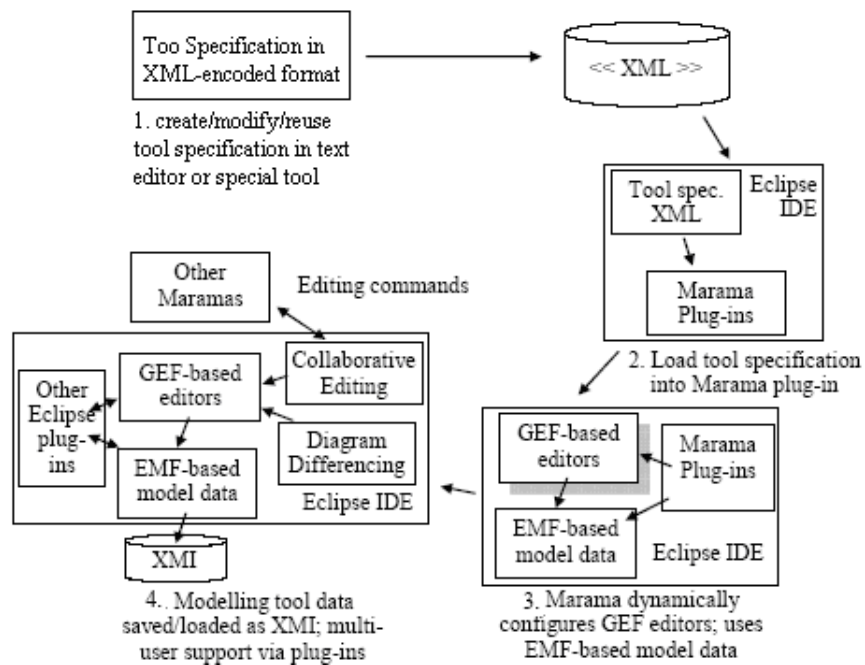 Too Specification in
XML-encoded format
<< XML >>
1. create/modify/reuse
tool specification in text
editor or special tool
Tool spec.
XML
Eclipse
IDE
Marama
Plug-ins
2. Load tool specification
into Marama plug-in
GEF-based
editors
Marama
Plug-ins
EMF-based
model data
Eclipse IDE
3. Marama dynamically
configures GEF editors; uses
EMF-based model data
Other
Maramas
Editing commands
Collaborative
Editing
GEF-based
editors
Other
Eclipse
plug-
ins
Diagram
Differencing
EMF-based
model data
Eclipse IDE
XMI
4.. Modelling tool data
saved/loaded as XMI; multi-
user support via plug-ins